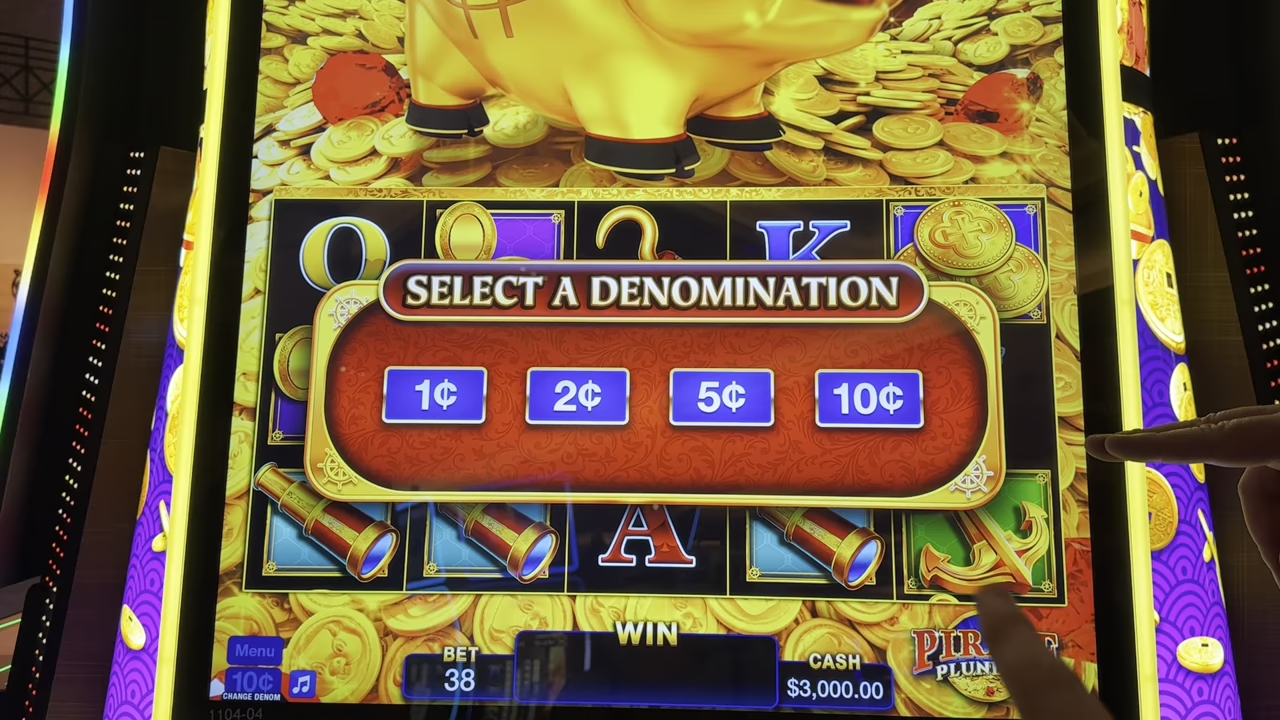 Q
K
SELECT A DENOMINATION
1¢
2¢
5¢
10¢
A
WIN
BET
38
CASH
$3,000.00
Menu
10¢
CHANGE DENOM
1104-04